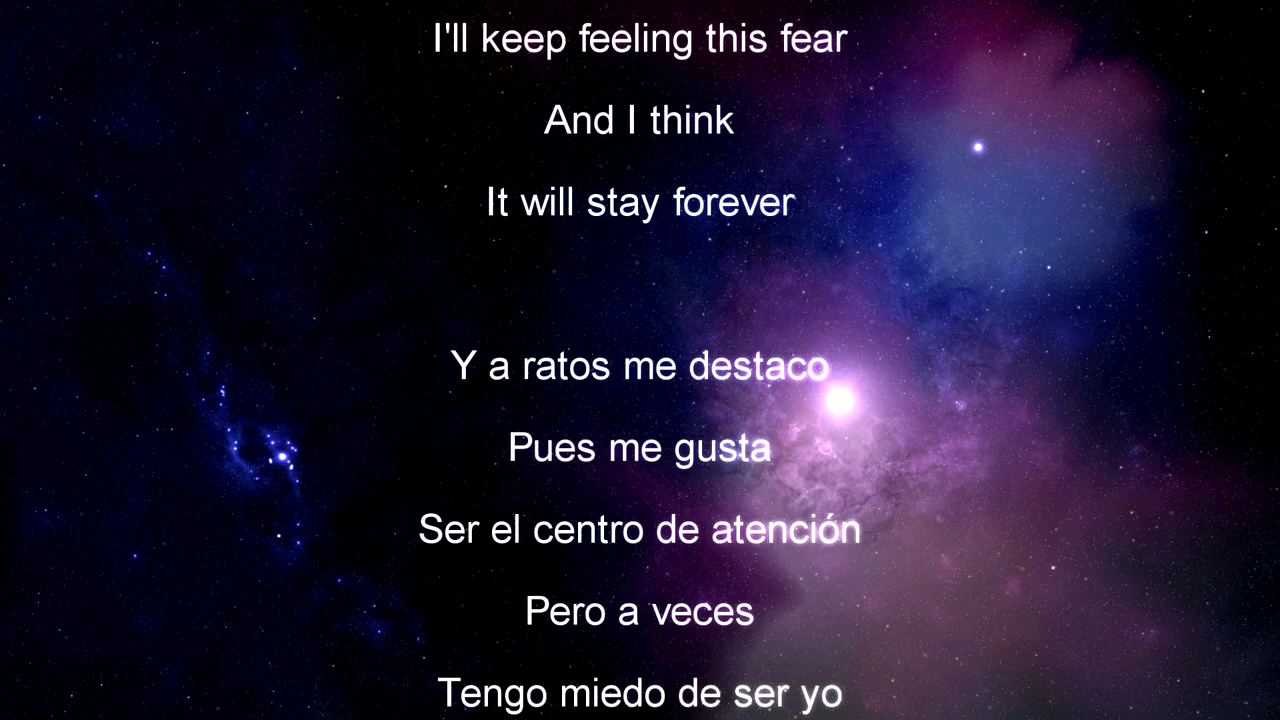 I'll keep feeling this fear
And I think
It will stay forever
Y a ratos me destaco
Pues me gusta
Ser el centro de atención
Pero a veces
Tengo miedo de ser yo